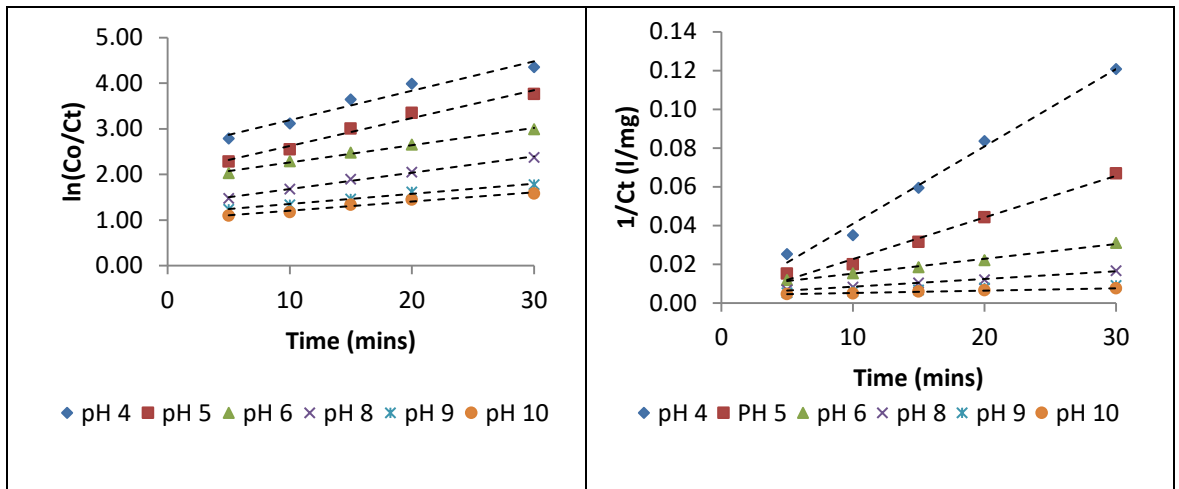 5.00
4.00
3.00
2.00
1.00
0.00
ln(Co/Ct)
0 10 20 30
Time (mins)
pH 4 pH 5 pH 6 pH 8 pH 9 pH 10
0.14
0.12
0.10
0.08
0.06
0.04
0.02
0.00
1/Ct (l/mg)
0 10 20 30
Time (mins)
pH 4 PH 5 pH 6 pH 8 pH 9 pH 10